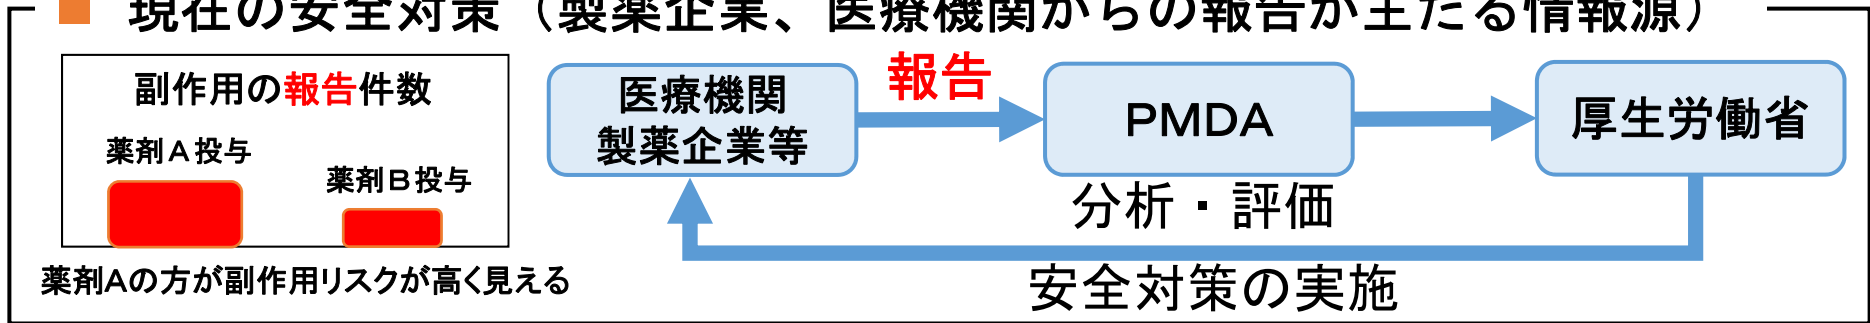 ■ 現在の安全対策（製薬企業、医療機関からの報告が主たる情報源）
副作用の報告件数
薬剤A投与
薬剤B投与
薬剤Aの方が副作用リスクが高く見える
医療機関
製薬企業等
報告
PMDA
分析・評価
厚生労働省
安全対策の実施